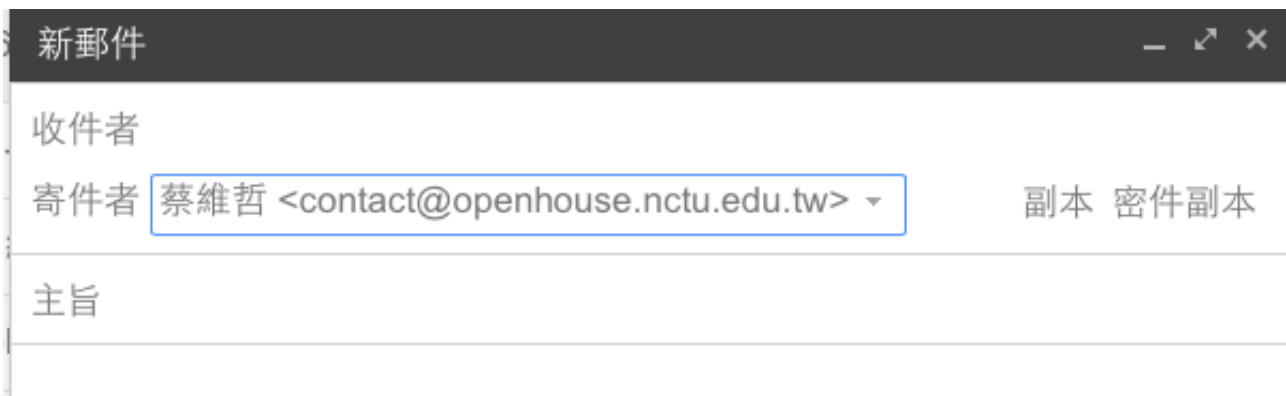 新郵件
收件者
寄件者 蔡維哲 <contact@openhouse.nctu.edu.tw> 副本 密件副本
主旨